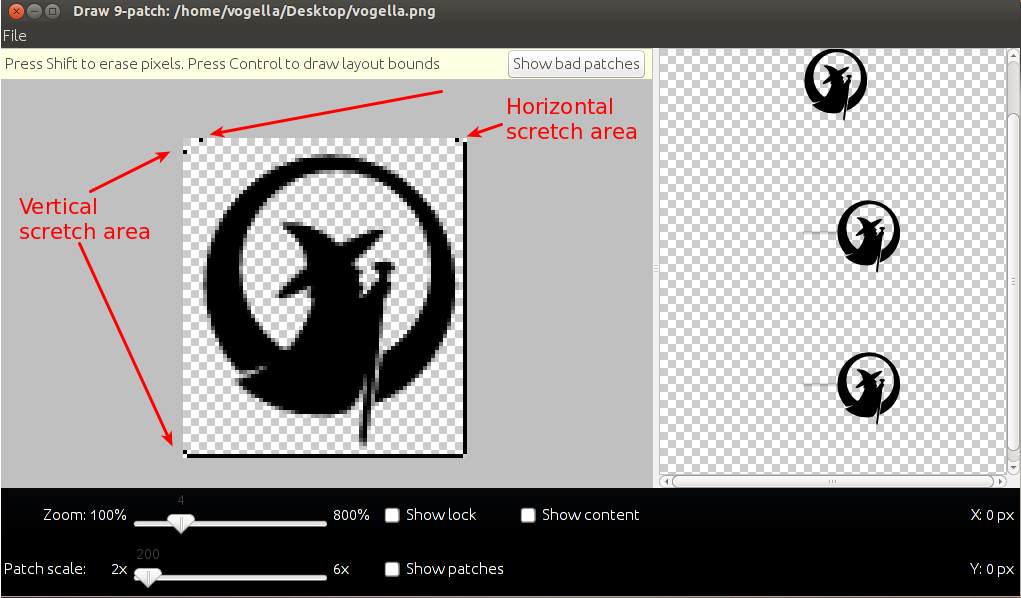 Draw 9-patch: /home/vogella/Desktop/vogella.png
File
Press Shift to erase pixels. Press Control to draw layout bounds
Show bad patches
Horizontal
scretch area
Vertical
scretch area
4
Zoom: 100%
800%
Show lock
Show content
X: 0 px
200
Patch scale:
2x
6x
Show patches
Y: 0 px